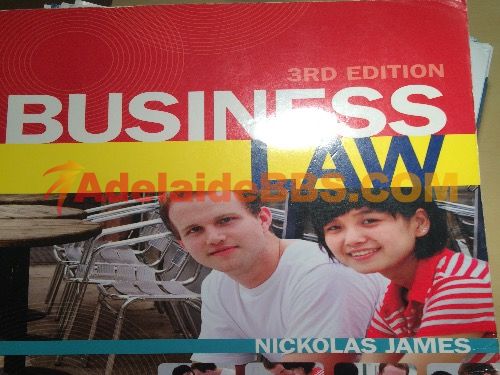 3RD EDITION
BUSINESS
LAW
AdelaideBBS.COM
NICKOLAS JAMES